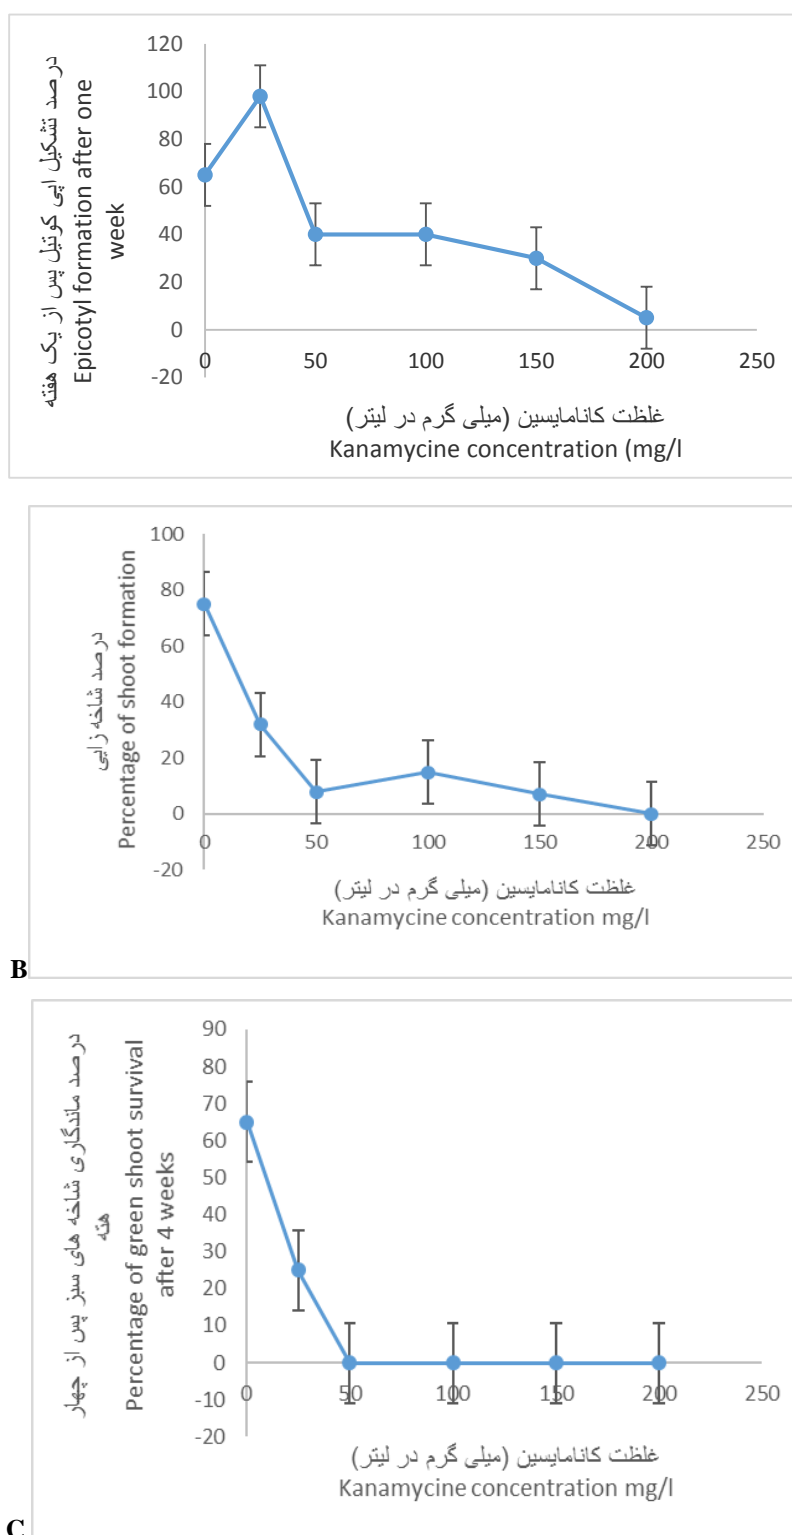 120
100
80
60
40
20
0
-20
0 50 100 150 200 250
درصد تشکیل اپی کوتیل پس از یک هفته
Epicotyl formation after one
week
غلظت کانامایسین (میلی گرم در لیتر)
Kanamycine concentration (mg/l
100
80
60
40
20
0
-20
0 50 100 150 200 250
درصد شاخه زایی
Percentage of shoot formation
غلظت کانامایسین (میلی گرم در لیتر)
Kanamycine concentration mg/l
B
90
80
70
60
50
40
30
20
10
0
-10
-20
0 50 100 150 200 250
درصد ماندگاری شاخه های سبز پس از چهار
هته
Percentage of green shoot survival
after 4 weeks
غلظت کانامایسین (میلی گرم در لیتر)
Kanamycine concentration mg/l
C